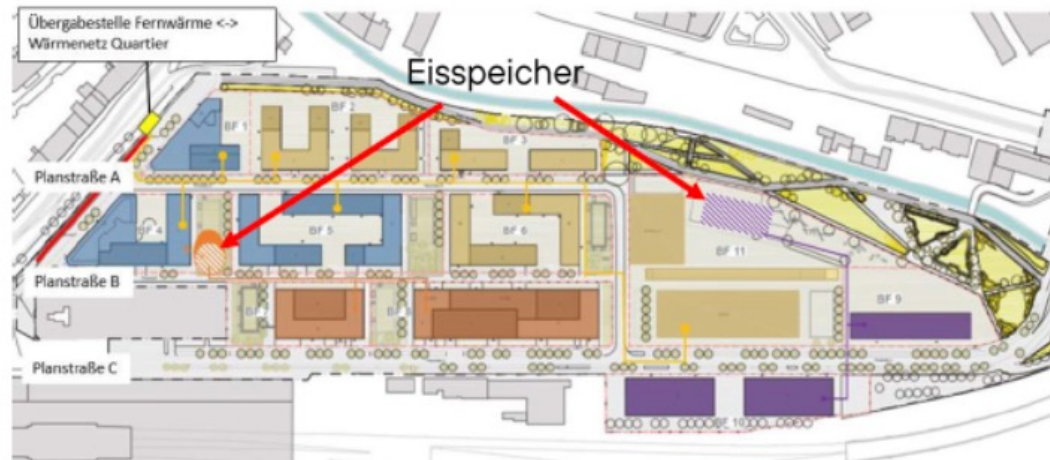 Übergabestelle Fernwärme <->
Wärmenetz Quartier
Eisspeicher
BF 1
BF 2
BF 3
Planstraße A
BF 4
BF 5
BF 6
BF 11
Planstraße B
BF 9
Planstraße C
BF 10